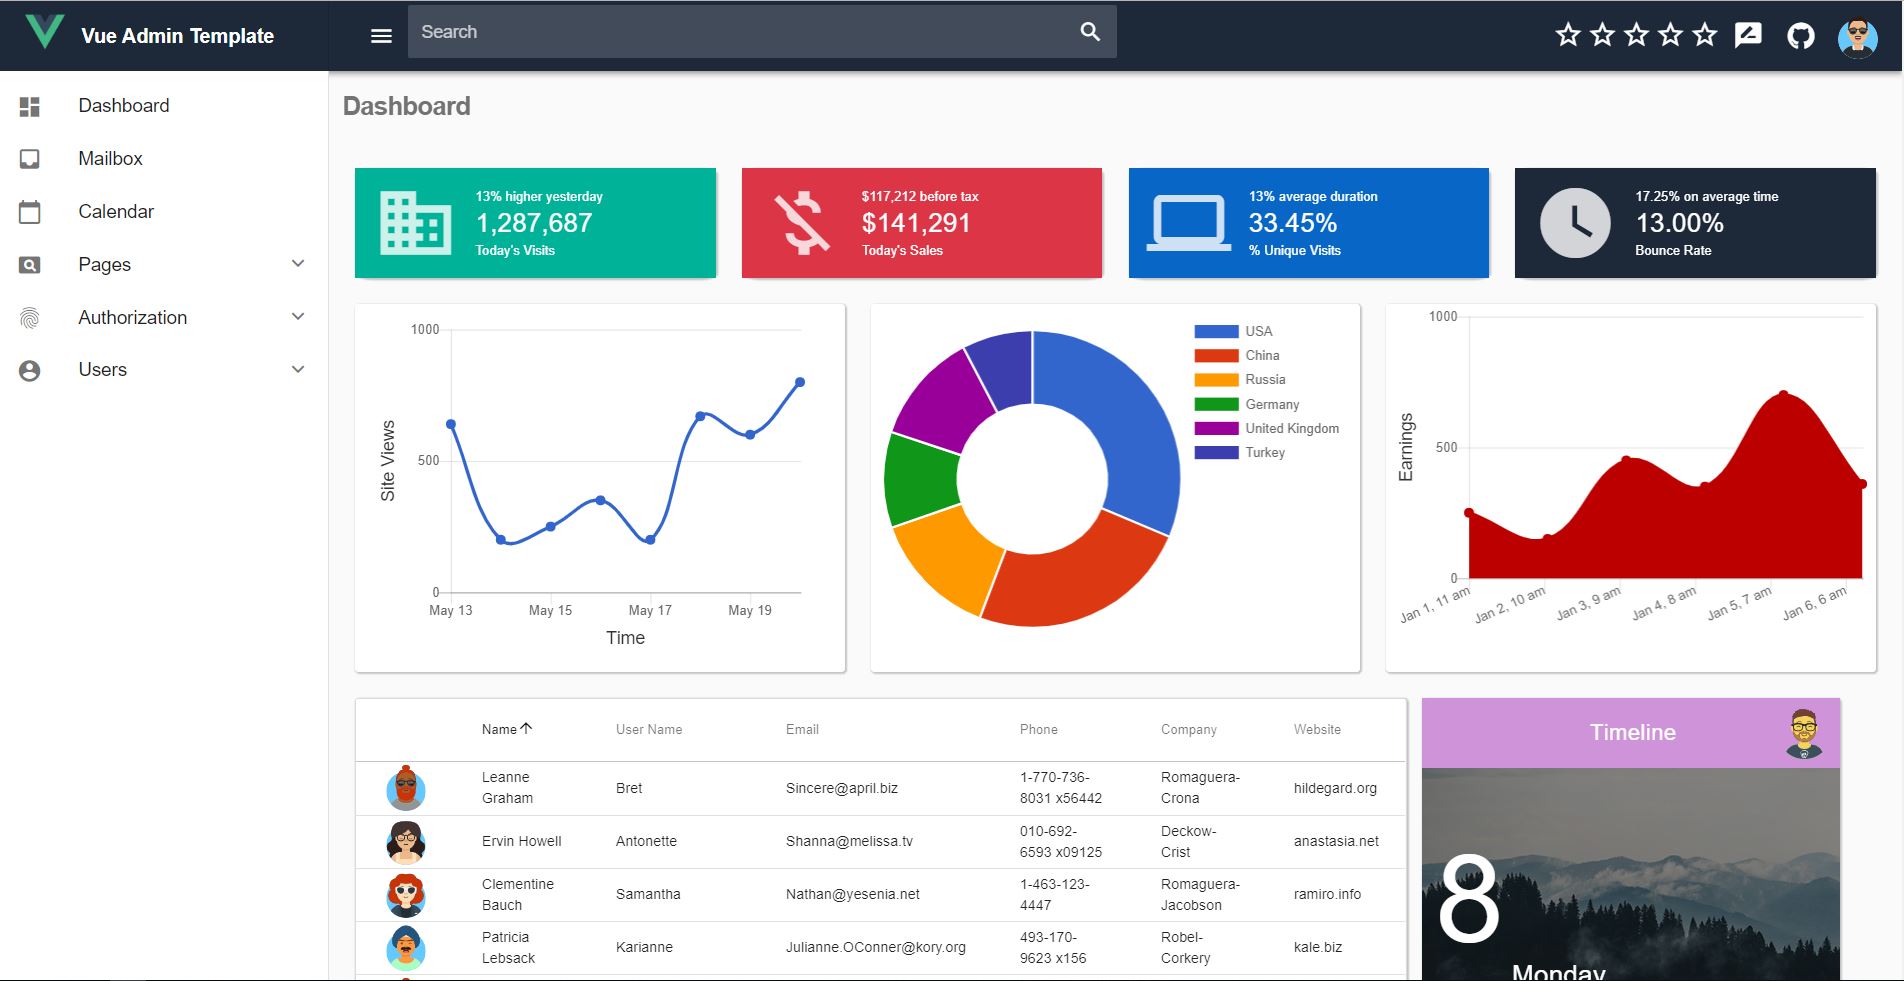 Vue Admin Template
Search
Dashboard
Mailbox
Calendar
Pages
Authorization
Users
Dashboard
13% higher yesterday
1,287,687
Today's Visits
$117,212 before tax
$141,291
Today's Sales
13% average duration
33.45%
% Unique Visits
17.25% on average time
13.00%
Bounce Rate
1000
500
0
Site Views
May 13 May 15 May 17 May 19
Time
USA
China
Russia
Germany
United Kingdom
Turkey
1000
500
0
Earnings
Jan 1, 11 am Jan 2, 10 am Jan 3, 9 am Jan 4, 8 am Jan 5, 7 am Jan 6, 6 am
Name User Name Email Phone Company Website
Leanne 1-770-736- Romaguera-
Bret Sincere@april.biz hildegard.org
Graham 8031 x56442 Crona
010-692- Deckow-
Ervin Howell Antonette Shanna@melissa.tv anastasia.net
6593 x09125 Crist
Clementine 1-463-123- Romaguera-
Samantha Nathan@yesenia.net ramiro.info
Bauch 4447 Jacobson
Patricia 493-170- Robel-
Karianne Julianne.OConner@kory.org kale.biz
Lebsack 9623 x156 Corkery
Timeline
8
Monday